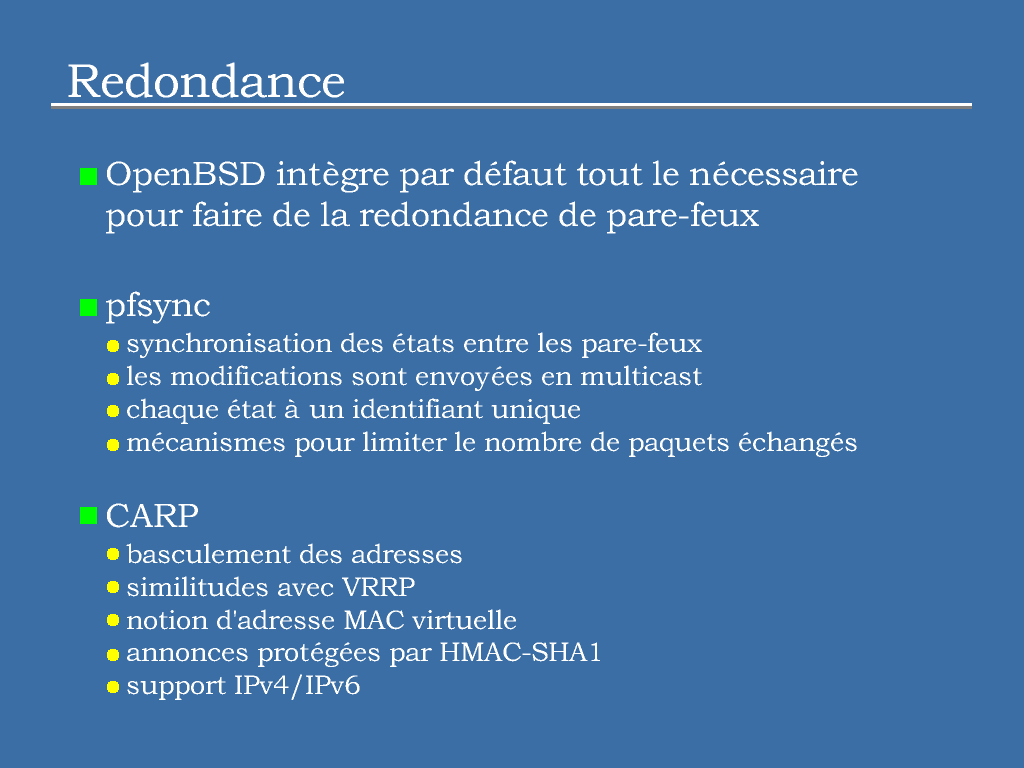 Redondance
OpenBSD intègre par défaut tout le nécessaire
pour faire de la redondance de pare-feux
pfsync
synchronisation des états entre les pare-feux
les modifications sont envoyées en multicast
chaque état à un identifiant unique
mécanismes pour limiter le nombre de paquets échangés
CARP
basculement des adresses
similitudes avec VRRP
notion d'adresse MAC virtuelle
annonces protégées par HMAC-SHA1
support IPv4/IPv6